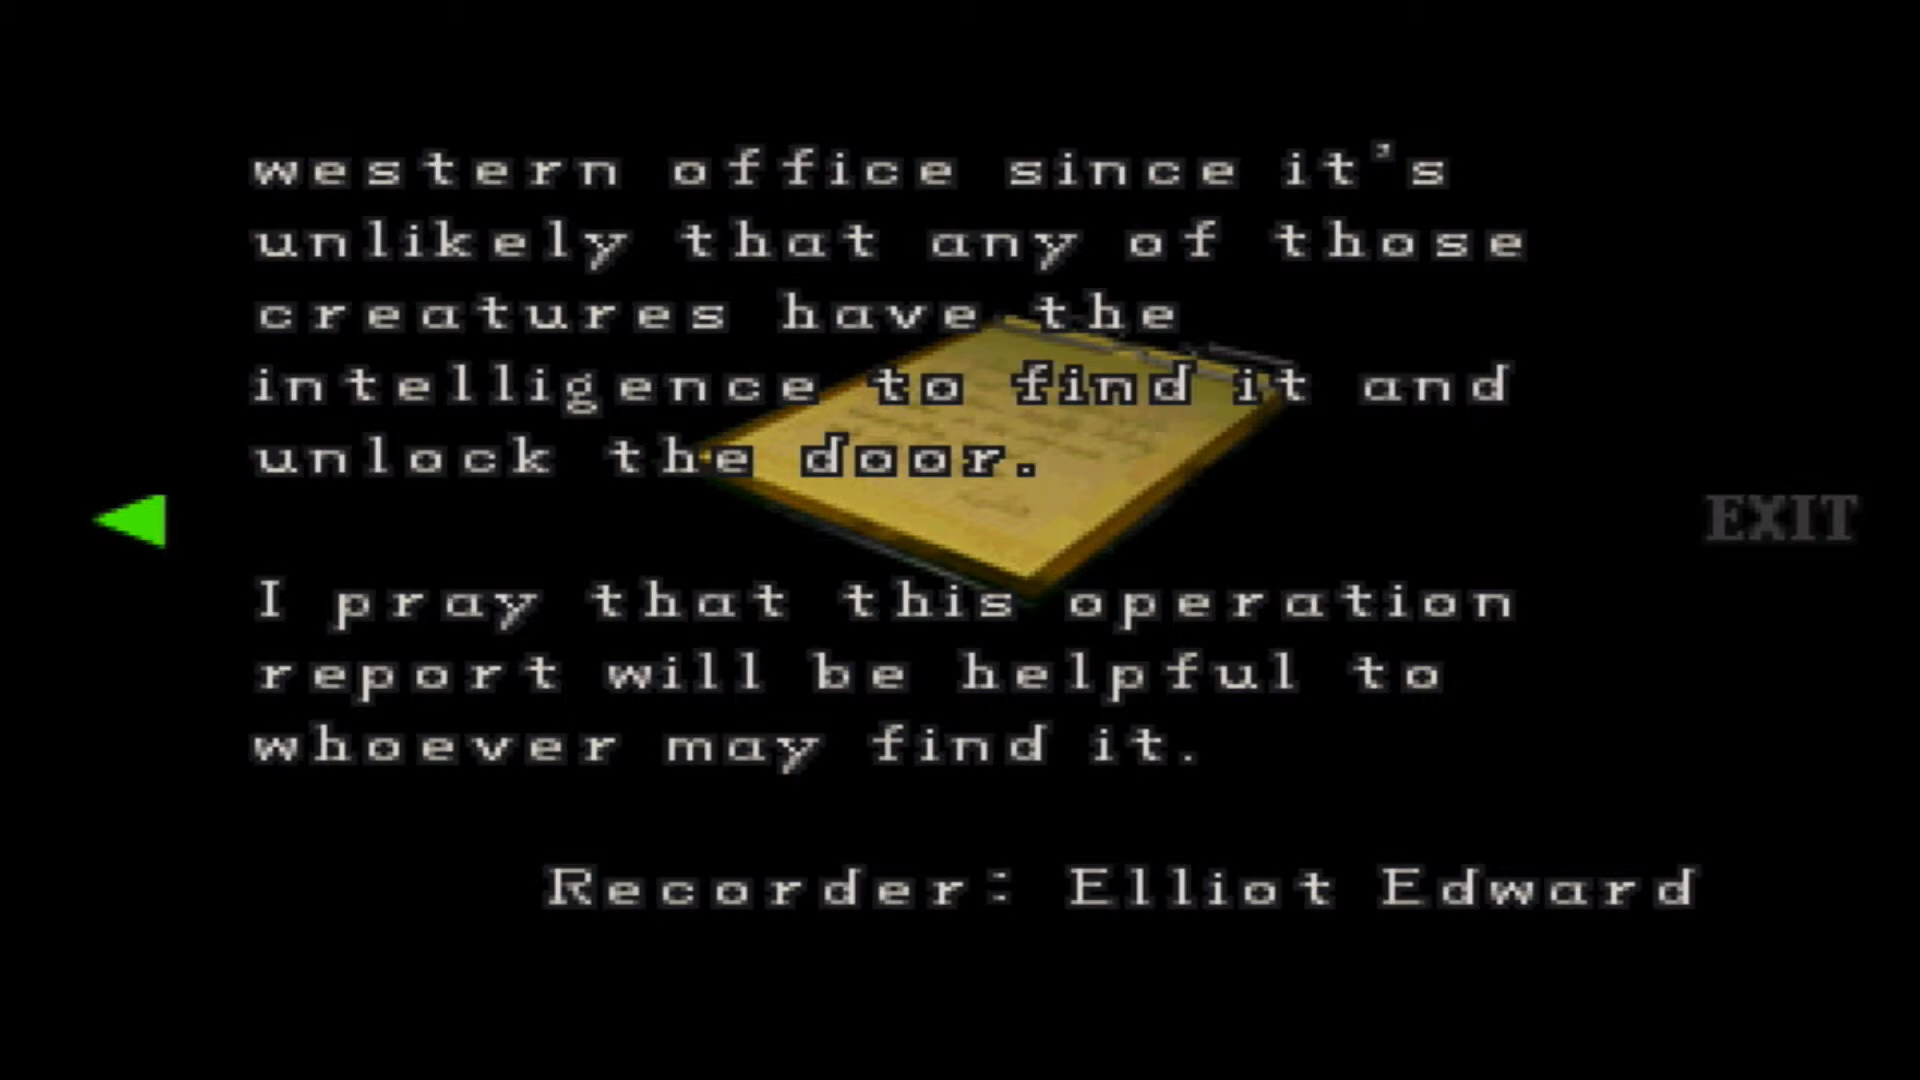 western office since it's
unlikely that any of those
creatures have the
intelligence to find it and
unlock the door.
EXIT
I pray that this operation
report will be helpful to
whoever may find it.
Recorder: Elliot Edward